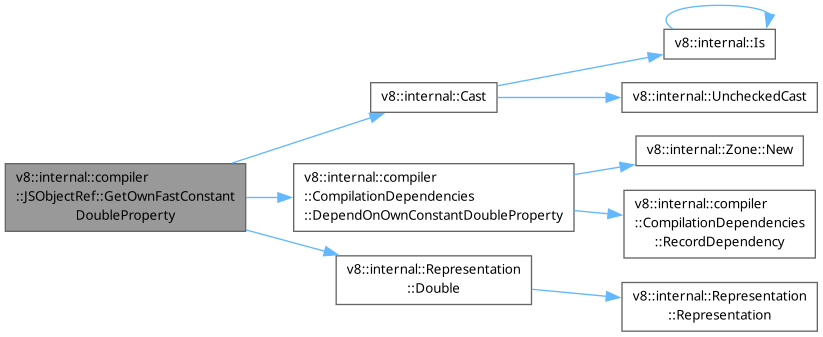 v8::internal::compiler
::JSObjectRef::GetOwnFastConstant
DoubleProperty
v8::internal::Cast
v8::internal::Is
v8::internal::UncheckedCast
v8::internal::compiler
::CompilationDependencies
::DependOnOwnConstantDoubleProperty
v8::internal::Zone::New
v8::internal::compiler
::CompilationDependencies
::RecordDependency
v8::internal::Representation
::Double
v8::internal::Representation
::Representation